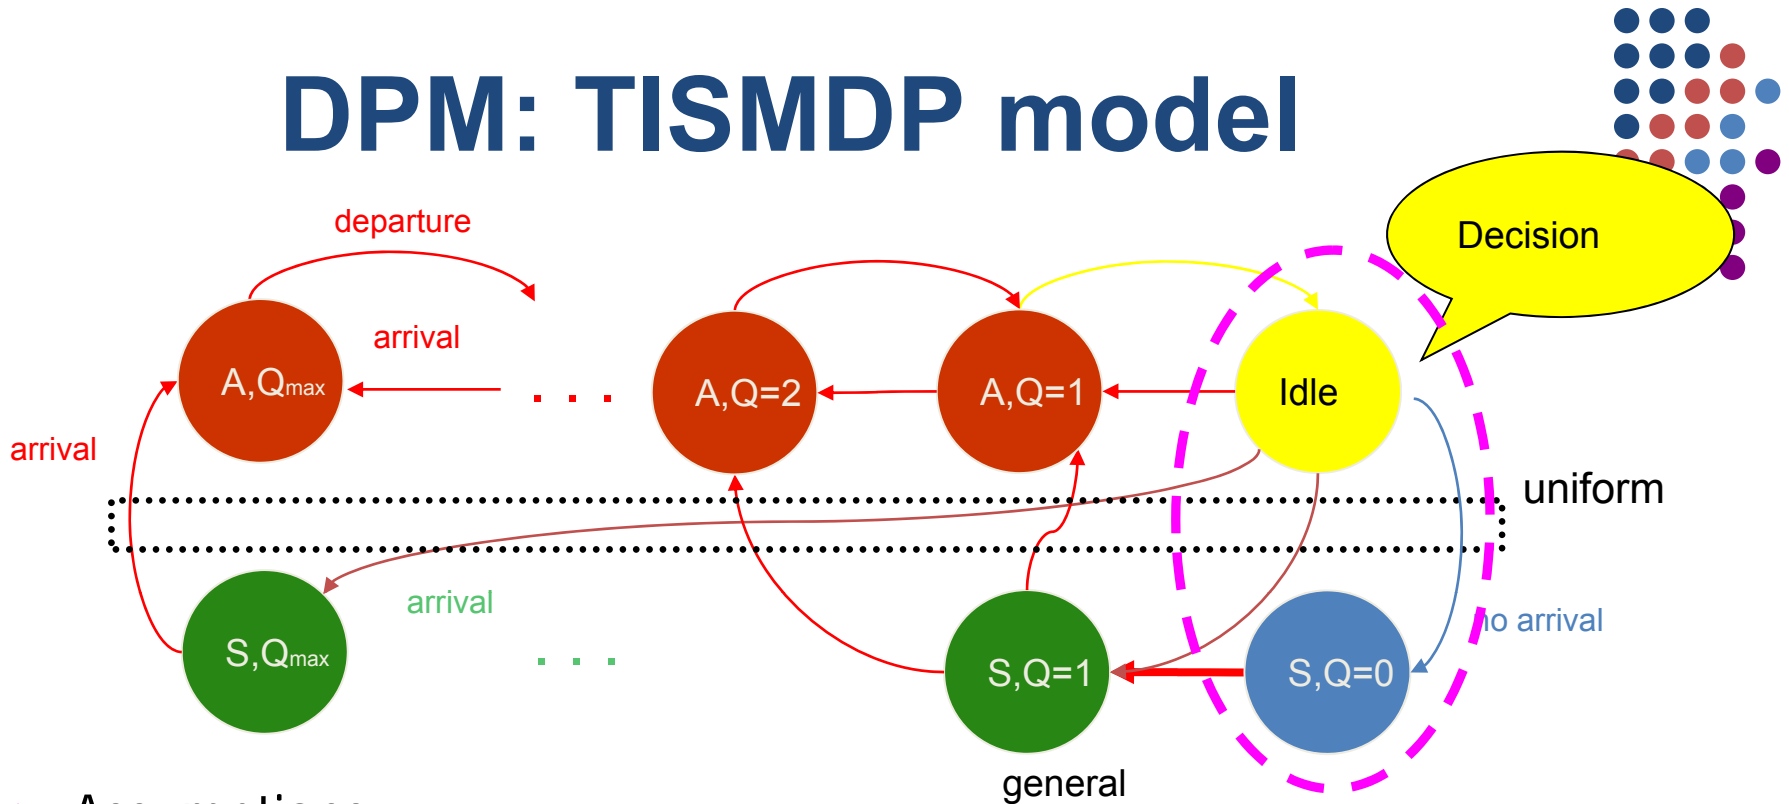 DPM: TISMDP model
departure
Decision
arrival
A,Qmax
. . .
A,Q=2
A,Q=1
Idle
arrival
uniform
arrival
no arrival
S,Qmax
. . .
S,Q=1
S,Q=0
general
Assumptions